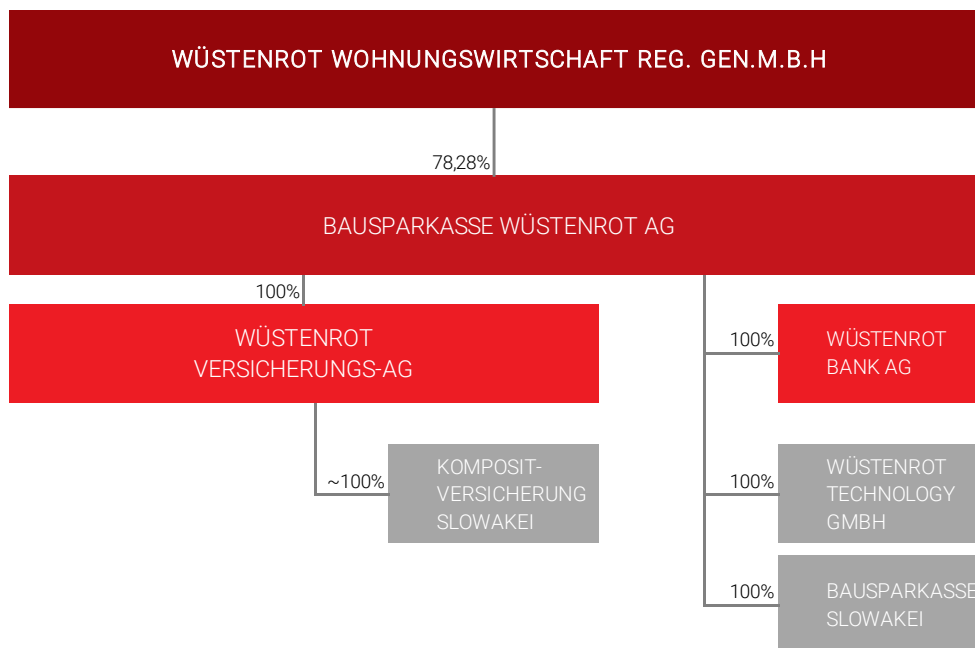 WÜSTENROT WOHNUNGSWIRTSCHAFT REG. GEN.M.B.H
78,28%
BAUSPARKASSE WÜSTENROT AG
100%
WÜSTENROT
VERSICHERUNGS-AG
~100%
KOMPOSIT-
VERSICHERUNG
SLOWAKEI
100%
WÜSTENROT
BANK AG
100%
WÜSTENROT
TECHNOLOGY
GMBH
100%
BAUSPARKASSE
SLOWAKEI